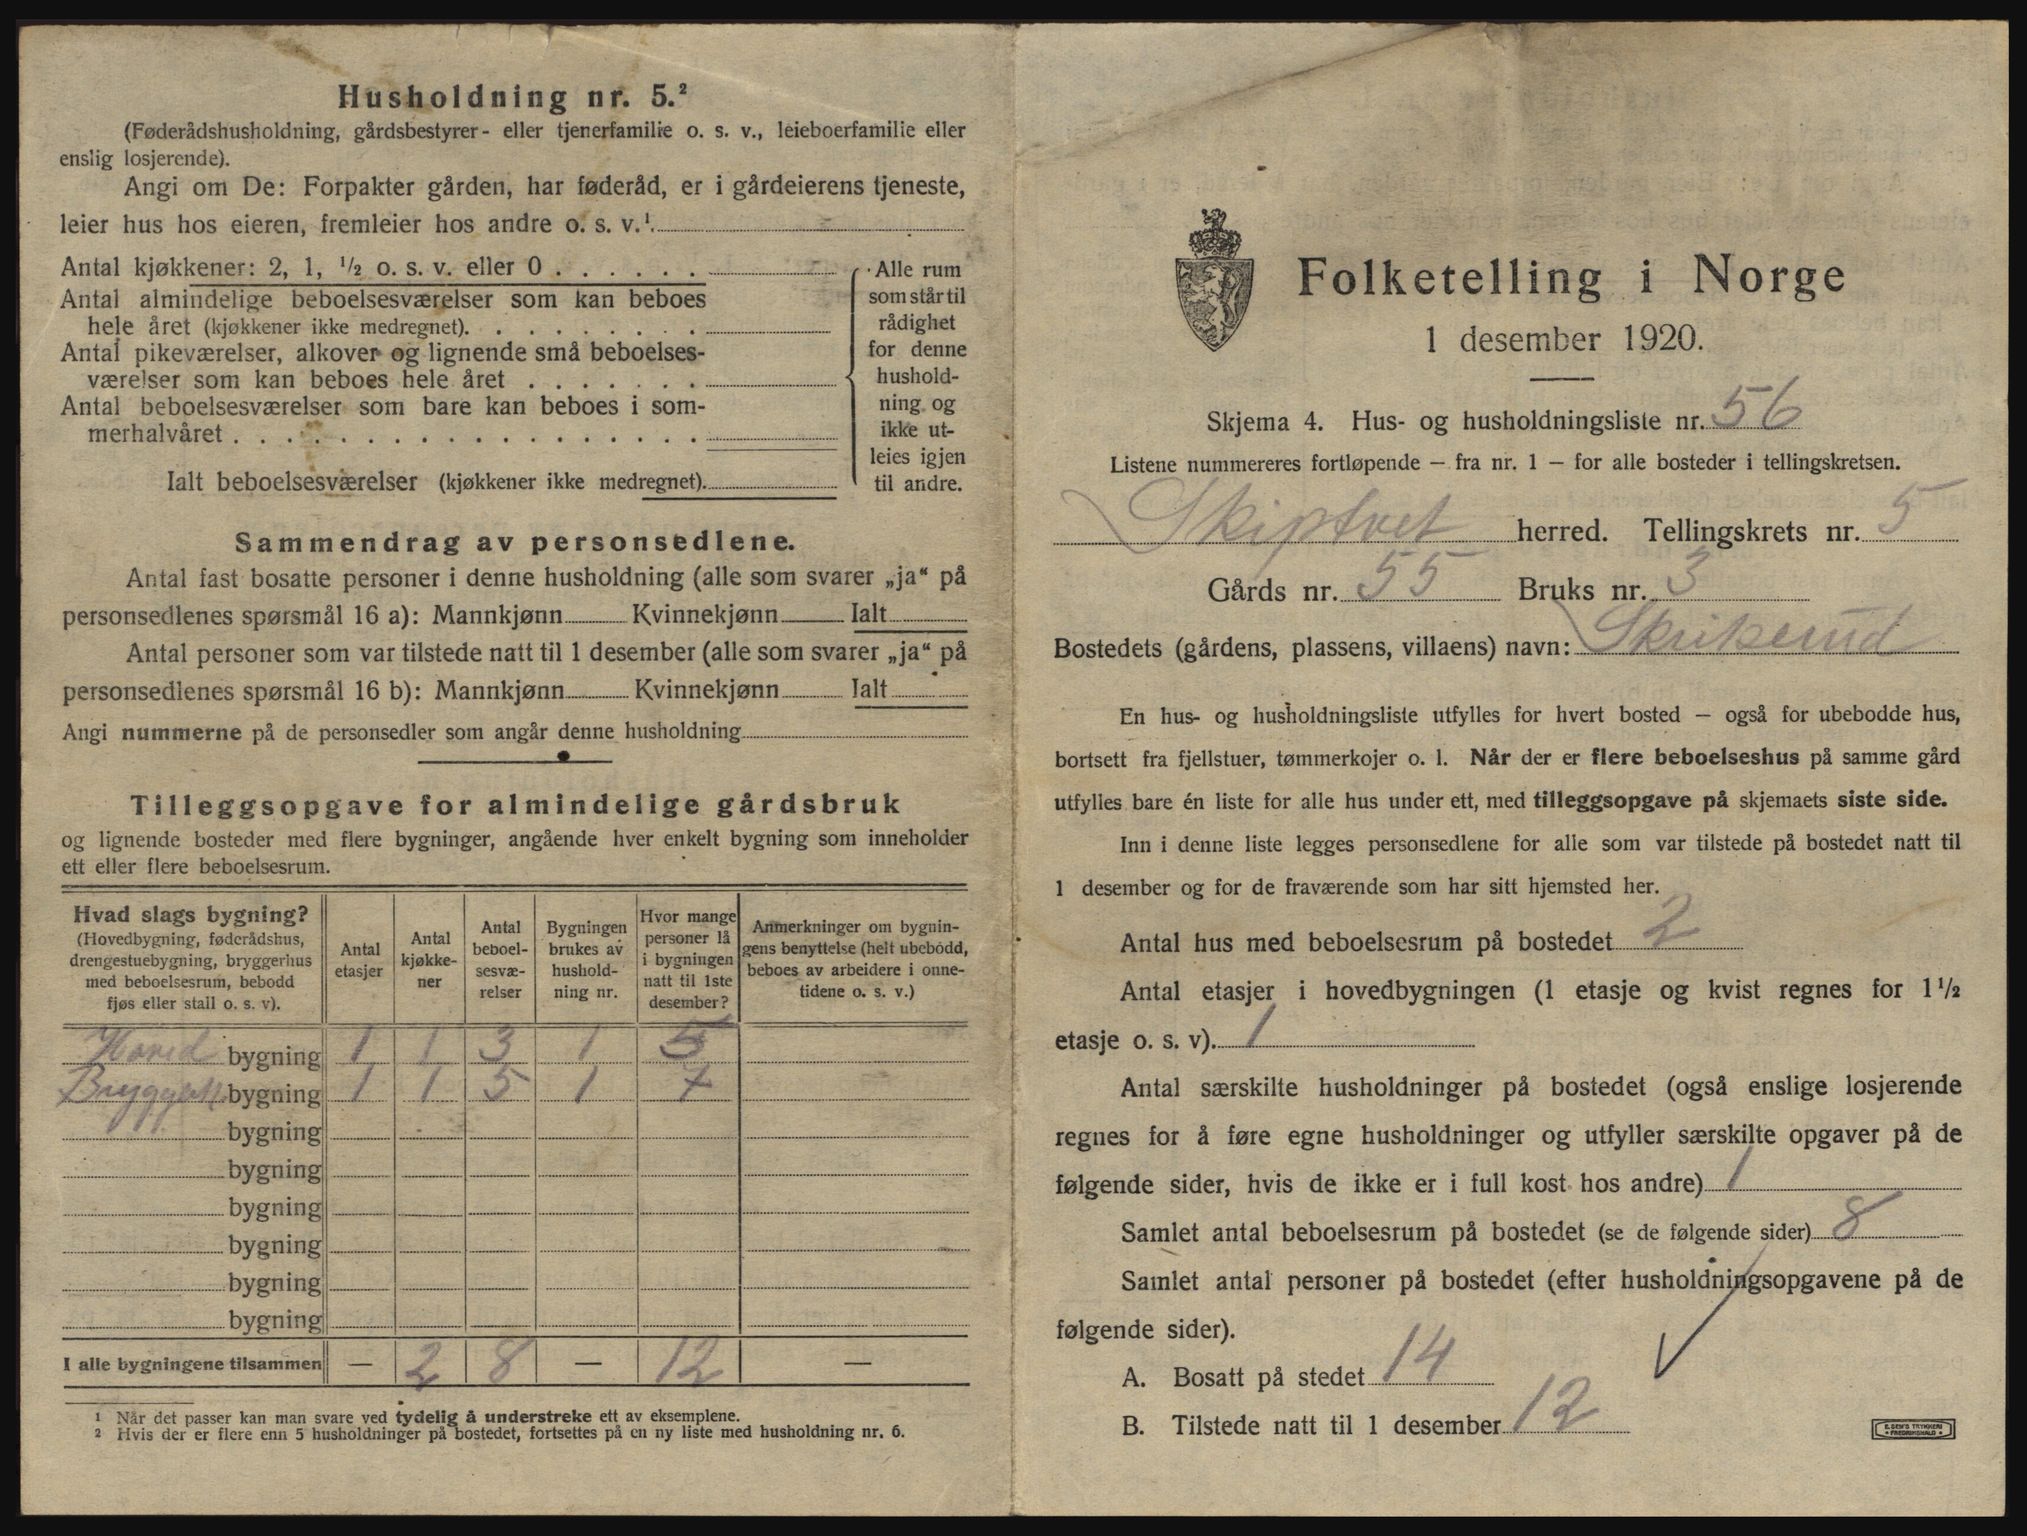 Husholdning nr. 5.²
(Føderådshusholdning, gårdsbestyrer- eller tjenerfamilie o. s. v., leieboerfamilie eller
enslig losjerende).
Angi om De: Forpakter gården, har føderåd, er i gårdeierens tjeneste,
leier hus hos eieren, fremleier hos andre o. s. v.¹.
Antal kjøkkener: 2, 1, ½ o. s. v. eller 0 . . . . . .
Antal almindelige beboelsesværelser som kan beboes
hele året (kjøkkener ikke medregnet). . . . . . . . .
Antal pikeværelser, alkover og lignende små beboelses-
værelser som kan beboes hele året . . . . . . .
Antal beboelsesværelser som bare kan beboes i som-
merhalvåret . . . . . . . . . . . . . . . . .
Ialt beboelsesværelser (kjøkkener ikke medregnet).
Alle rum
som står til
rådighet
for denne
hushold-
ning og
ikke ut-
leies igjen
til andre.
Sammendrag av personsedlene.
Antal fast bosatte personer i denne husholdning (alle som svarer „ja“ på
personsedlenes spørsmål 16 a): Mannkjønn Kvinnekjønn Ialt
Antal personer som var tilstede natt til 1 desember (alle som svarer „ja“ på
personsedlenes spørsmål 16 b): Mannkjønn Kvinnekjønn Ialt
Angi nummerne på de personsedler som angår denne husholdning
Tilleggsopgave for almindelige gårdsbruk
og lignende bosteder med flere bygninger, angående hver enkelt bygning som inneholder
ett eller flere beboelsesrum.
Hvad slags bygning?
(Hovedbygning, føderådshus,
drengestuebygning, bryggerhus
med beboelsesrum, bebodd
fjøs eller stall o. s. v).
Antal
etasjer
Antal
kjøkke-
ner
Antal
beboel-
sesvæ-
relser
Bygningen
brukes av
hushold-
ning nr.
Hvor mange
personer lå
i bygningen
natt til 1ste
desember?
Anmerkninger om bygnin-
gens benyttelse (helt ubebodd,
beboes av arbeidere i onne-
tidene o. s. v.)
Hoved bygning 1 1 3 1 5
bygning 1 1 5 1 7
bygning
bygning
bygning
bygning
bygning
bygning
I alle bygningene tilsammen — 2 8 — 12 —
¹ Når det passer kan man svare ved tydelig å understreke ett av eksemplene.
² Hvis der er flere enn 5 husholdninger på bostedet, fortsettes på en ny liste med husholdning nr. 6.
Folketelling i Norge
1 desember 1920.
Skjema 4. Hus- og husholdningsliste nr. 56
Listene nummereres fortløpende — fra nr. 1 — for alle bosteder i tellingskretsen.
Skiptvet herred. Tellingskrets nr. 5
Gårds nr. 55 Bruks nr. 3
Bostedets (gårdens, plassens, villaens) navn: Skrikerud
En hus- og husholdningsliste utfylles for hvert bosted — også for ubebodde hus,
bortsett fra fjellstuer, tømmerkojer o. l. Når der er flere beboelseshus på samme gård
utfylles bare én liste for alle hus under ett, med tilleggsopgave på skjemaets siste side.
Inn i denne liste legges personsedlene for alle som var tilstede på bostedet natt til
1 desember og for de fraværende som har sitt hjemsted her.
Antal hus med beboelsesrum på bostedet 2
Antal etasjer i hovedbygningen (1 etasje og kvist regnes for 1½
etasje o. s. v). 1
Antal særskilte husholdninger på bostedet (også enslige losjerende
regnes for å føre egne husholdninger og utfyller særskilte opgaver på de
følgende sider, hvis de ikke er i full kost hos andre) 1
Samlet antal beboelsesrum på bostedet (se de følgende sider) 8
Samlet antal personer på bostedet (efter husholdningsopgavene på de
følgende sider).
A. Bosatt på stedet 14
B. Tilstede natt til 1 desember 12
E. SEM'S TRYKKERI
FREDRIKSHALD